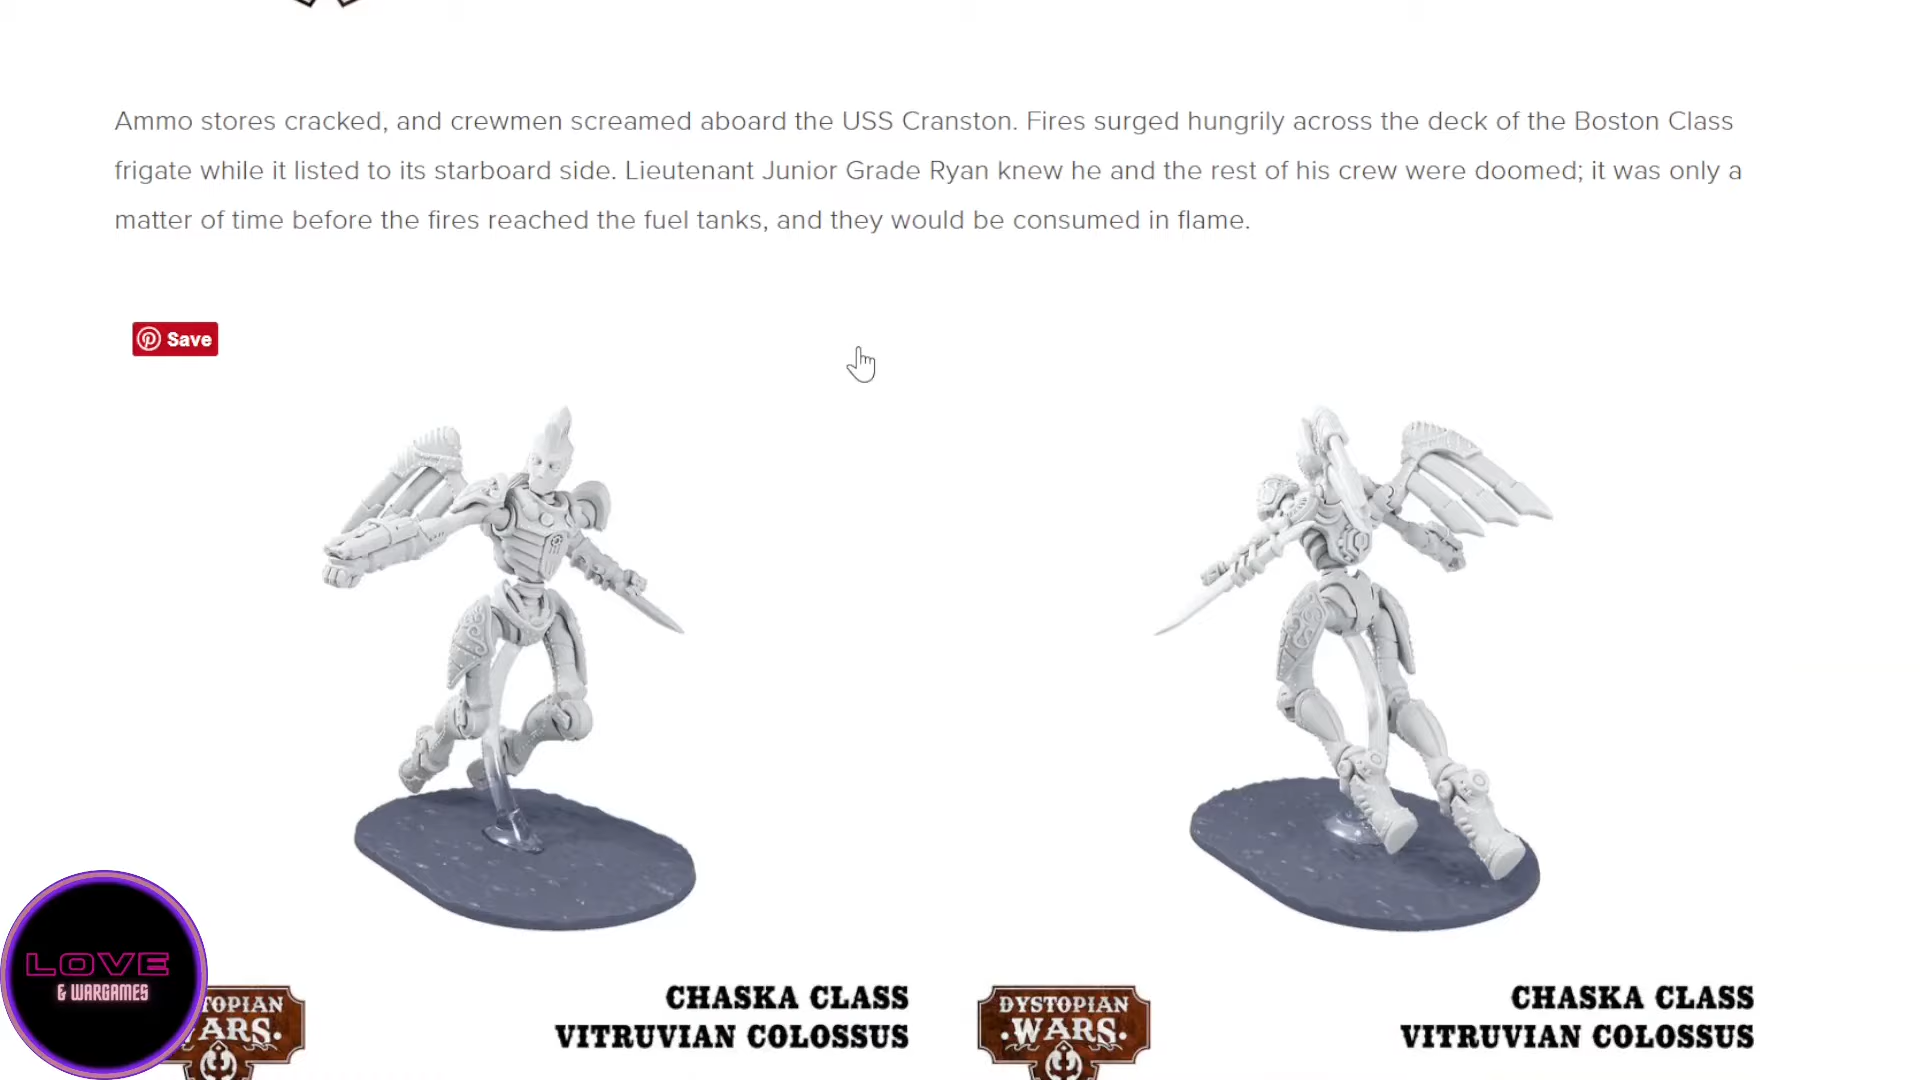 Ammo stores cracked, and crewmen screamed aboard the USS Cranston. Fires surged hungrily across the deck of the Boston Class
frigate while it listed to its starboard side. Lieutenant Junior Grade Ryan knew he and the rest of his crew were doomed; it was only a
matter of time before the fires reached the fuel tanks, and they would be consumed in flame.
Save
LOVE
& WARGAMES
TOPIAN
ARS
CHASKA CLASS
VITRUVIAN COLOSSUS
DYSTOPIAN
WARS
CHASKA CLASS
VITRUVIAN COLOSSUS